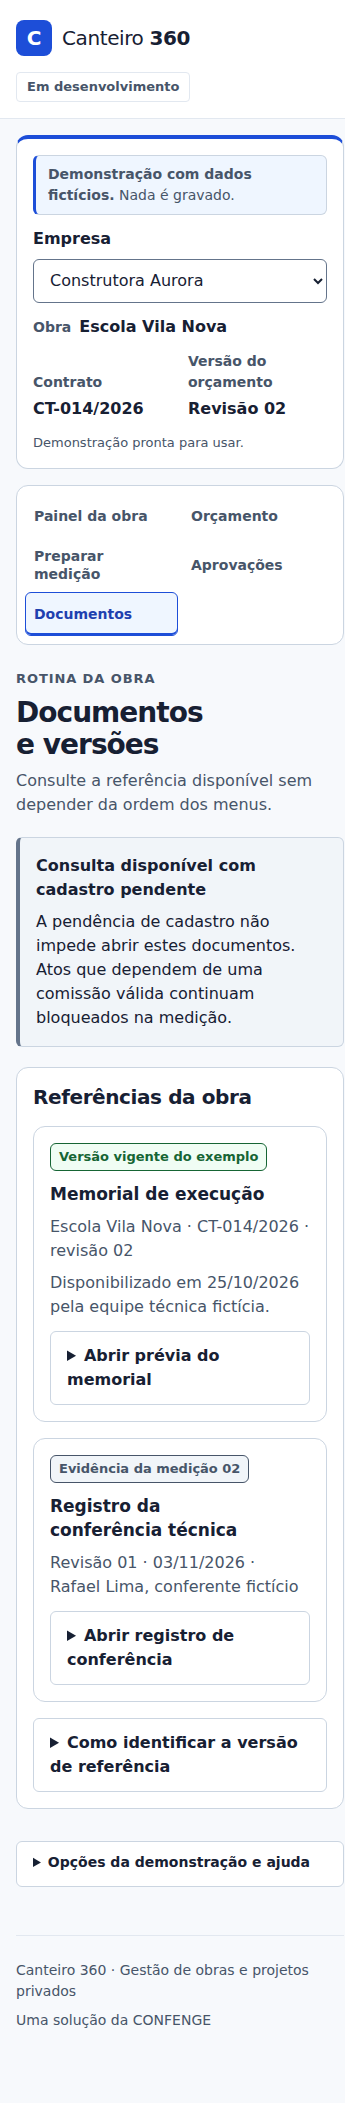 C Canteiro 360
Em desenvolvimento
Demonstração com dados
fictícios. Nada é gravado.
Empresa
Construtora Aurora
Obra Escola Vila Nova
Contrato
CT-014/2026
Versão do
orçamento
Revisão 02
Demonstração pronta para usar.
Painel da obra
Orçamento
Preparar
medição
Aprovações
Documentos
ROTINA DA OBRA
Documentos
e versões
Consulte a referência disponível sem
depender da ordem dos menus.
Consulta disponível com
cadastro pendente
A pendência de cadastro não
impede abrir estes documentos.
Atos que dependem de uma
comissão válida continuam
bloqueados na medição.
Referências da obra
Versão vigente do exemplo
Memorial de execução
Escola Vila Nova · CT-014/2026 ·
revisão 02
Disponibilizado em 25/10/2026
pela equipe técnica fictícia.
Abrir prévia do
memorial
Evidência da medição 02
Registro da
conferência técnica
Revisão 01 · 03/11/2026 ·
Rafael Lima, conferente fictício
Abrir registro de
conferência
Como identificar a versão
de referência
Opções da demonstração e ajuda
Canteiro 360 · Gestão de obras e projetos
privados
Uma solução da CONFENGE